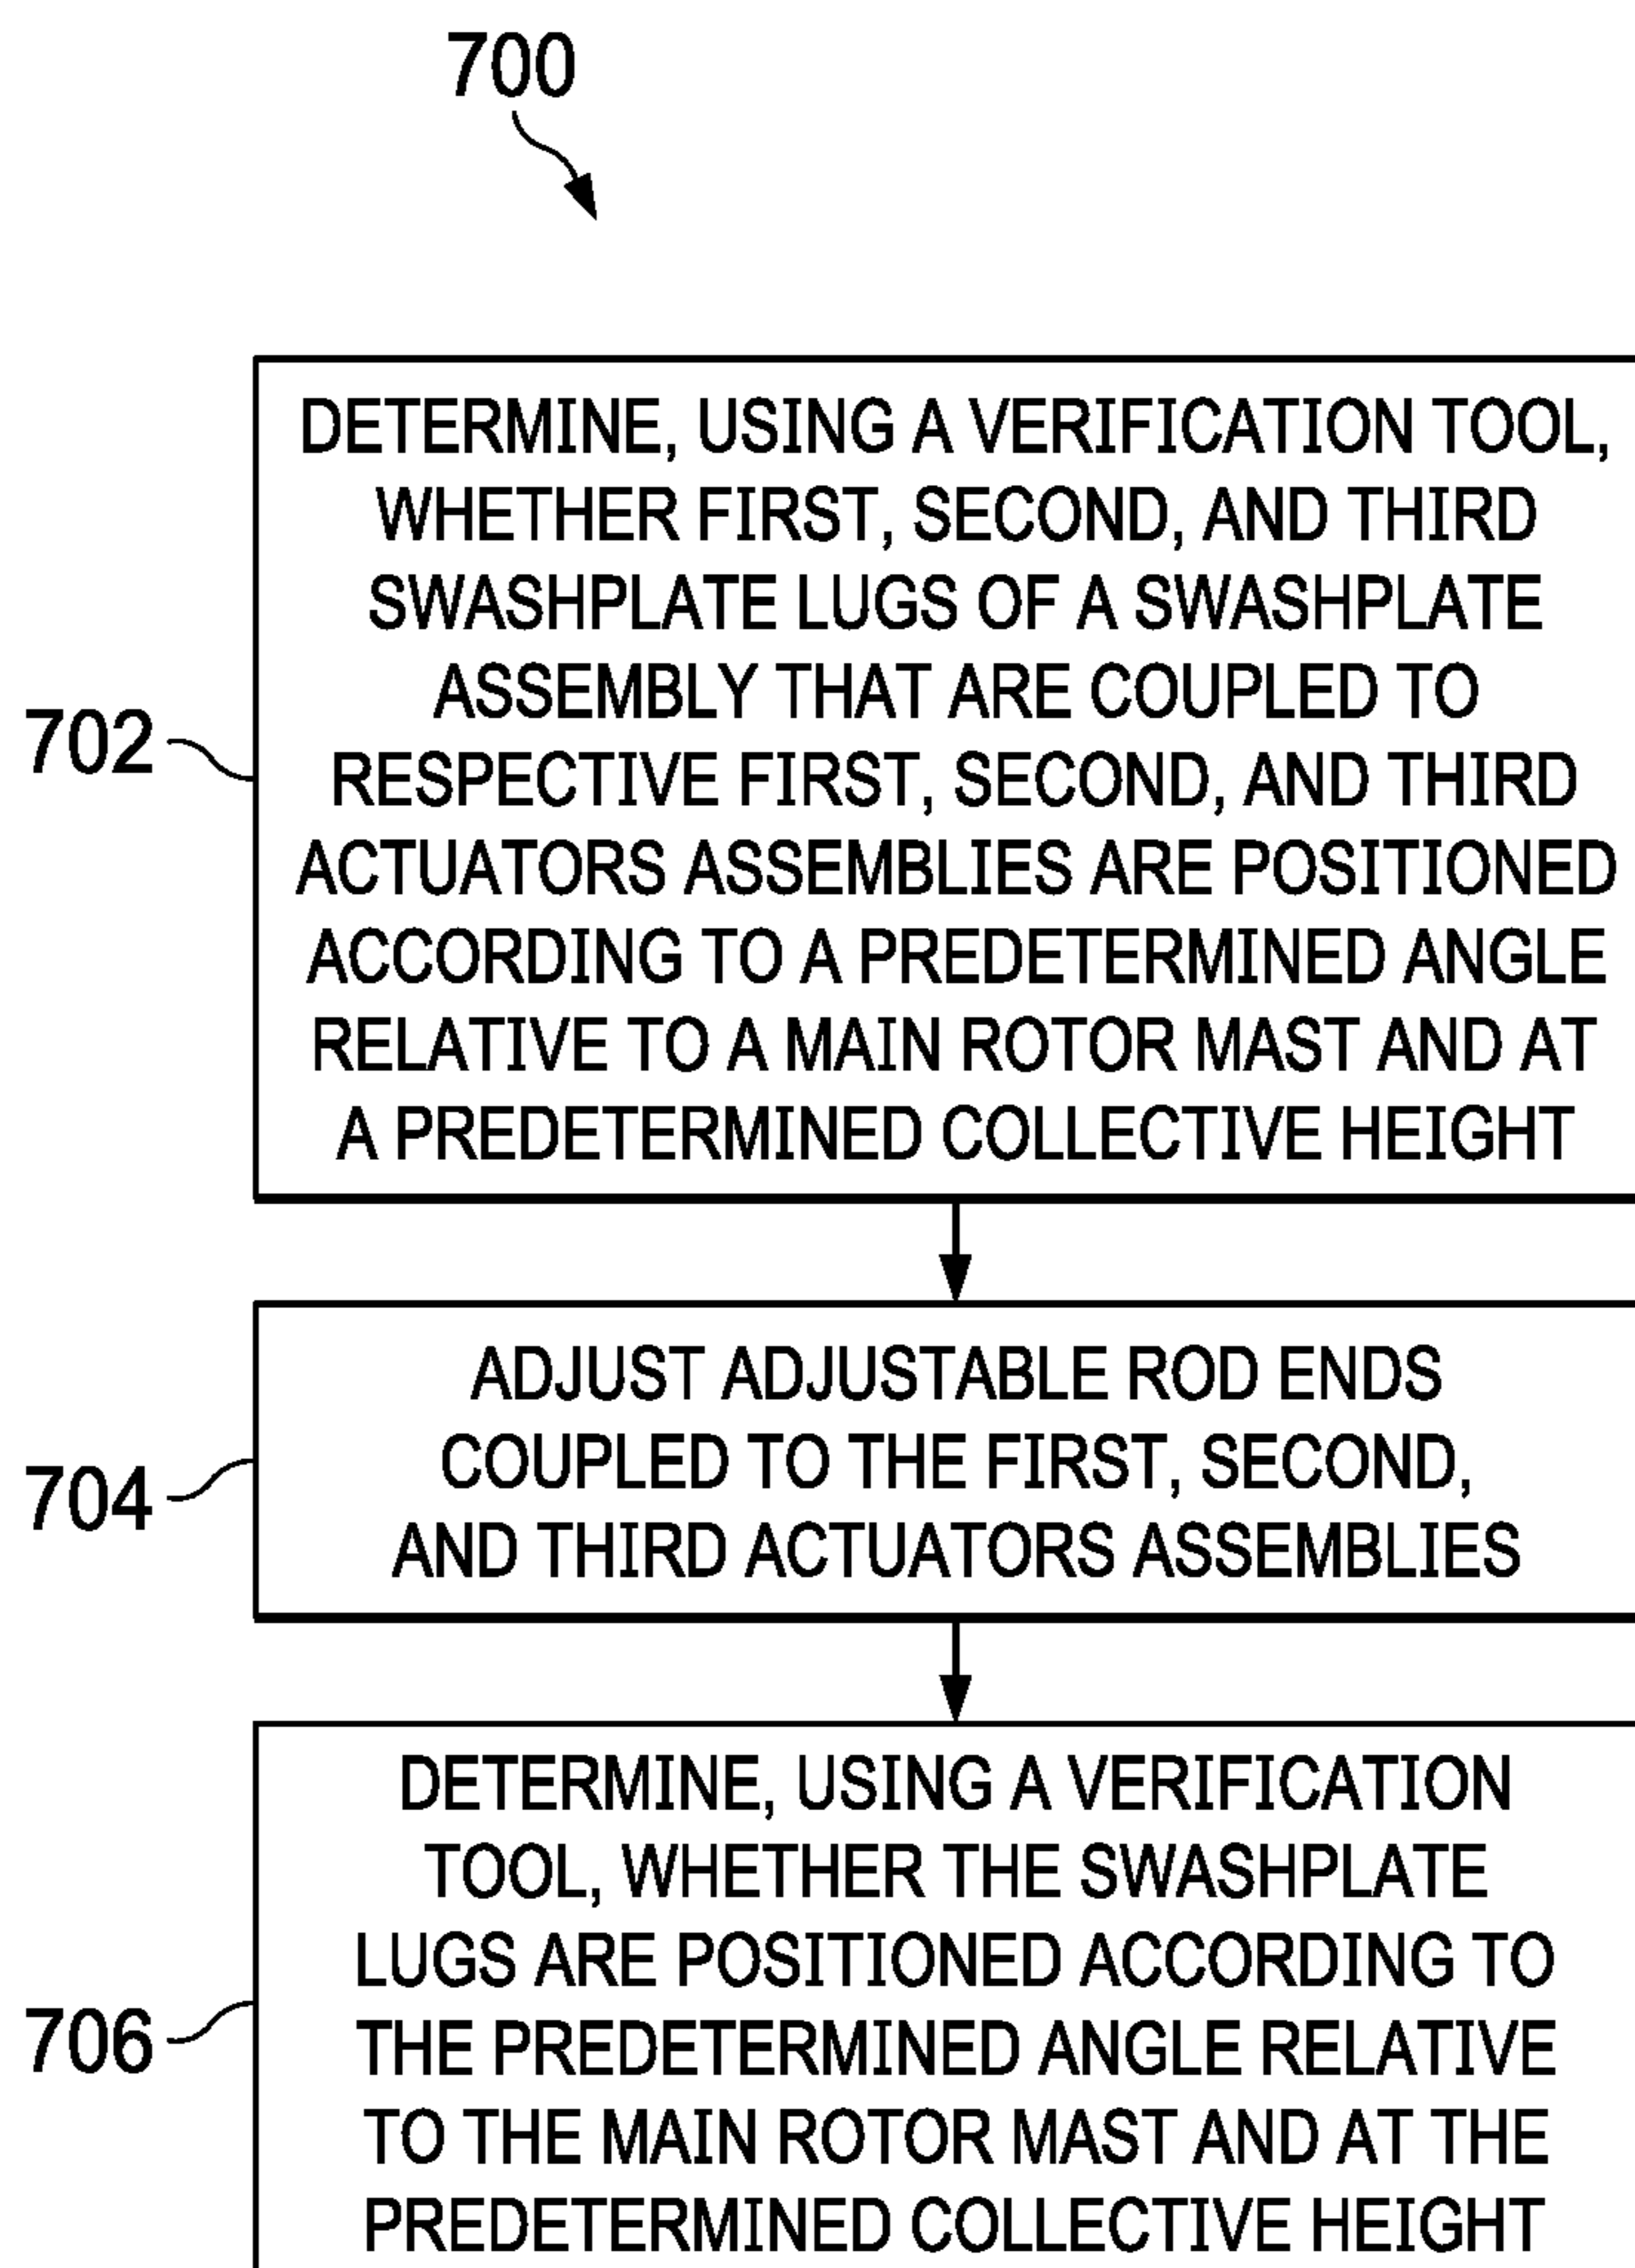 700
702
DETERMINE, USING A VERIFICATION TOOL,
WHETHER FIRST, SECOND, AND THIRD
SWASHPLATE LUGS OF A SWASHPLATE
ASSEMBLY THAT ARE COUPLED TO
RESPECTIVE FIRST, SECOND, AND THIRD
ACTUATORS ASSEMBLIES ARE POSITIONED
ACCORDING TO A PREDETERMINED ANGLE
RELATIVE TO A MAIN ROTOR MAST AND AT
A PREDETERMINED COLLECTIVE HEIGHT
704
ADJUST ADJUSTABLE ROD ENDS
COUPLED TO THE FIRST, SECOND,
AND THIRD ACTUATORS ASSEMBLIES
706
DETERMINE, USING A VERIFICATION
TOOL, WHETHER THE SWASHPLATE
LUGS ARE POSITIONED ACCORDING TO
THE PREDETERMINED ANGLE RELATIVE
TO THE MAIN ROTOR MAST AND AT THE
PREDETERMINED COLLECTIVE HEIGHT